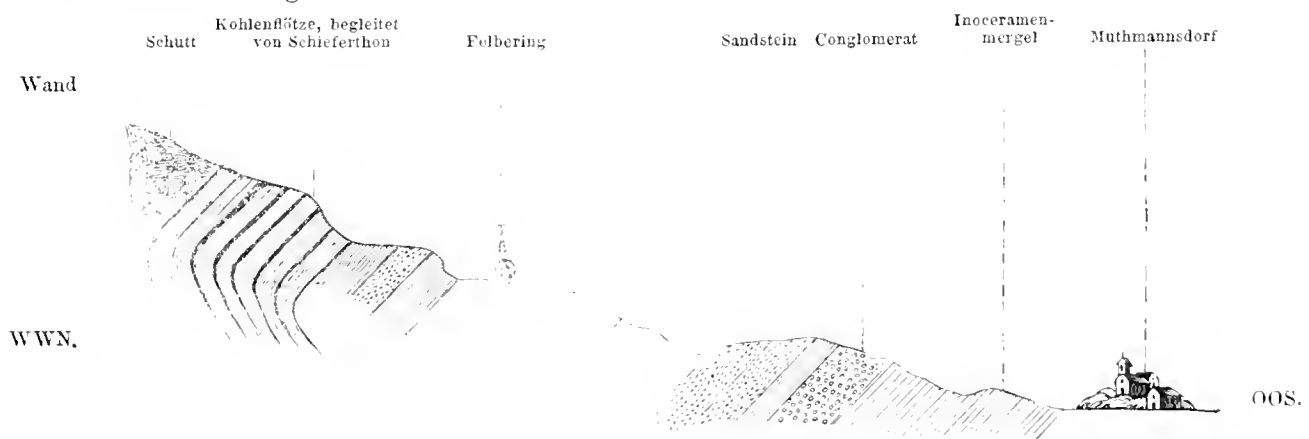 Schutt
Kohlenflötze, begleitet
von Schieferthon
Felbering
Sandstein
Conglomerat
Inoceramen-
mergel
Muthmannsdorf
Wand
WWN.
OOS.